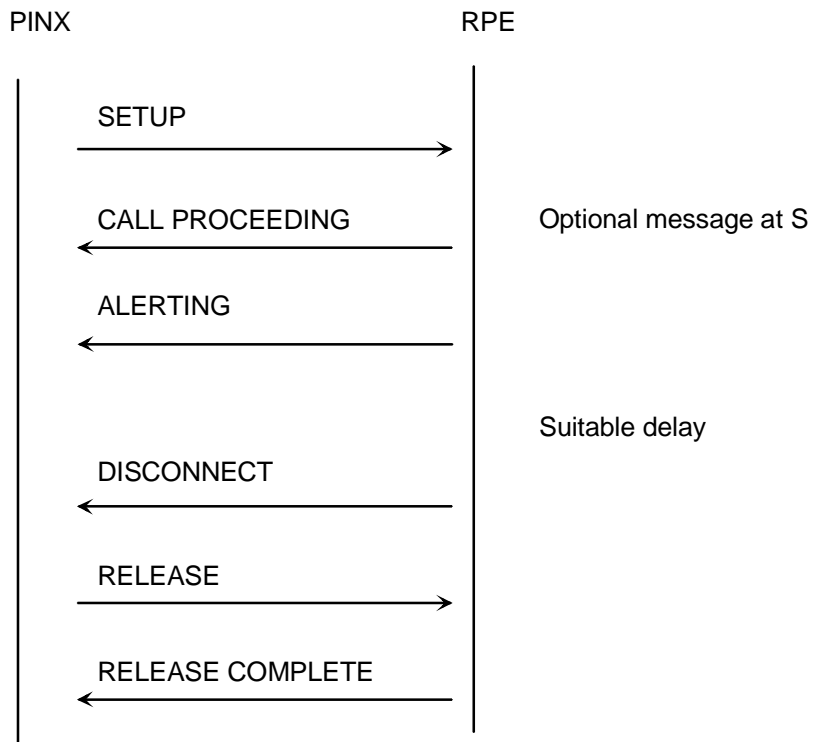 PINX
RPE
SETUP
CALL PROCEEDING
Optional message at S
ALERTING
Suitable delay
DISCONNECT
RELEASE
RELEASE COMPLETE